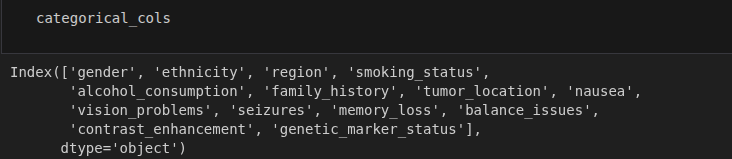 categorical_cols
Index(['gender', 'ethnicity', 'region', 'smoking_status',
'alcohol_consumption', 'family_history', 'tumor_location', 'nausea',
'vision_problems', 'seizures', 'memory_loss', 'balance_issues',
'contrast_enhancement', 'genetic_marker_status'],
dtype='object')